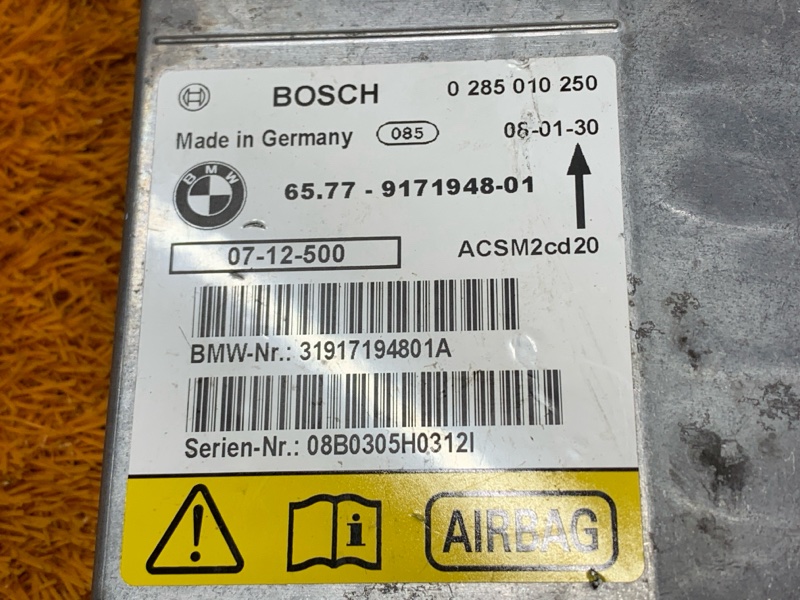 BOSCH 0 285 010 250
Made in Germany 085 08-01-30
BMW 65.77 - 9171948-01
07-12-500 ACSM2cd20
BMW-Nr.: 31917194801A
Serien-Nr.: 08B0305H0312I
i AIRBAG